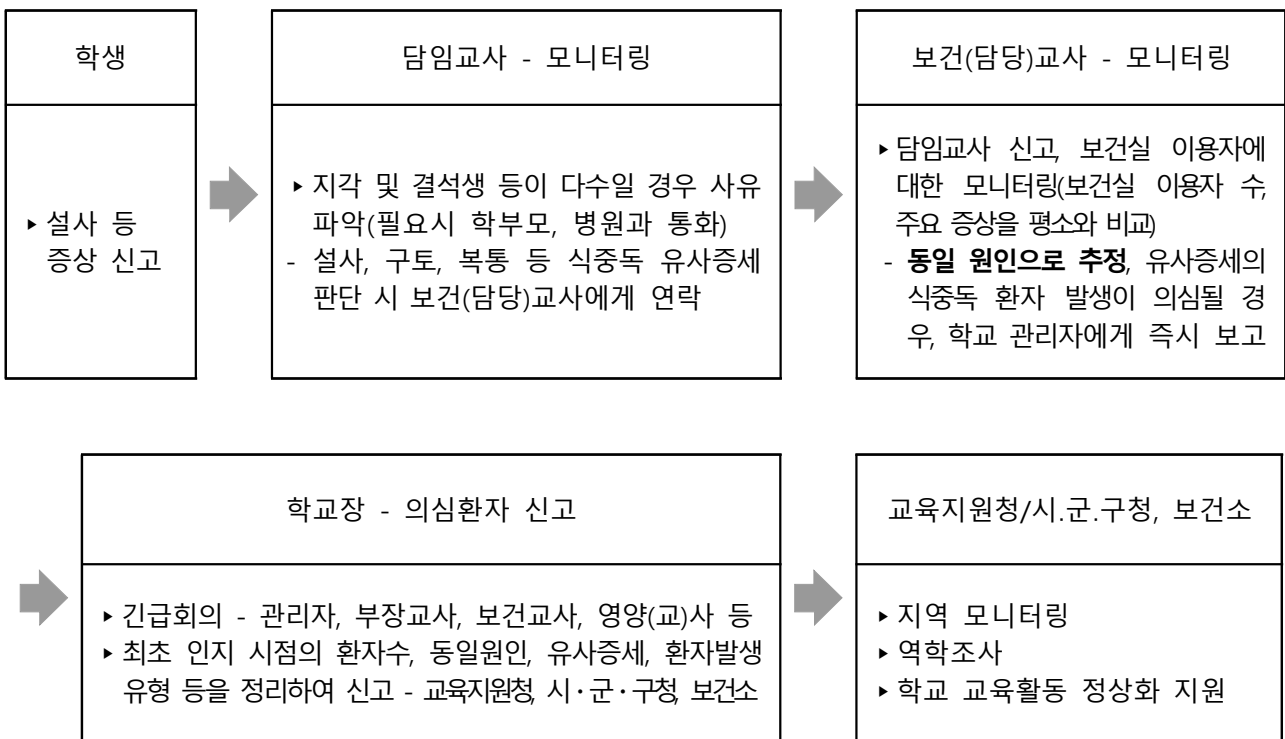 학생
▸설사 등
증상 신고
담임교사 - 모니터링
▸지각 및 결석생 등이 다수일 경우 사유
파악(필요시 학부모, 병원과 통화)
- 설사, 구토, 복통 등 식중독 유사증세
판단 시 보건(담당)교사에게 연락
보건(담당)교사 - 모니터링
▸담임교사 신고, 보건실 이용자에
대한 모니터링(보건실 이용자 수,
주요 증상을 평소와 비교)
- 동일 원인으로 추정, 유사증세의
식중독 환자 발생이 의심될 경
우, 학교 관리자에게 즉시 보고
학교장 - 의심환자 신고
▸긴급회의 - 관리자, 부장교사, 보건교사, 영양(교)사 등
▸최초 인지 시점의 환자수, 동일원인, 유사증세, 환자발생
유형 등을 정리하여 신고 - 교육지원청, 시·군·구청, 보건소
교육지원청/시.군.구청, 보건소
▸지역 모니터링
▸역학조사
▸학교 교육활동 정상화 지원